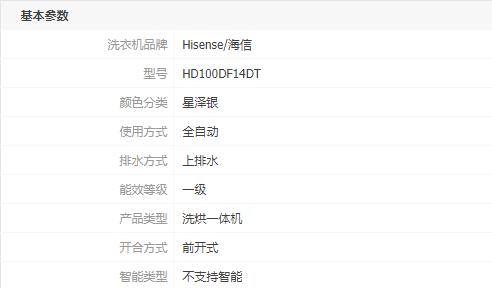 基本参数
洗衣机品牌 Hisense/海信
型号 HD100DF14DT
颜色分类 星泽银
使用方式 全自动
排水方式 上排水
能效等级 一级
产品类型 洗烘一体机
开合方式 前开式
智能类型 不支持智能